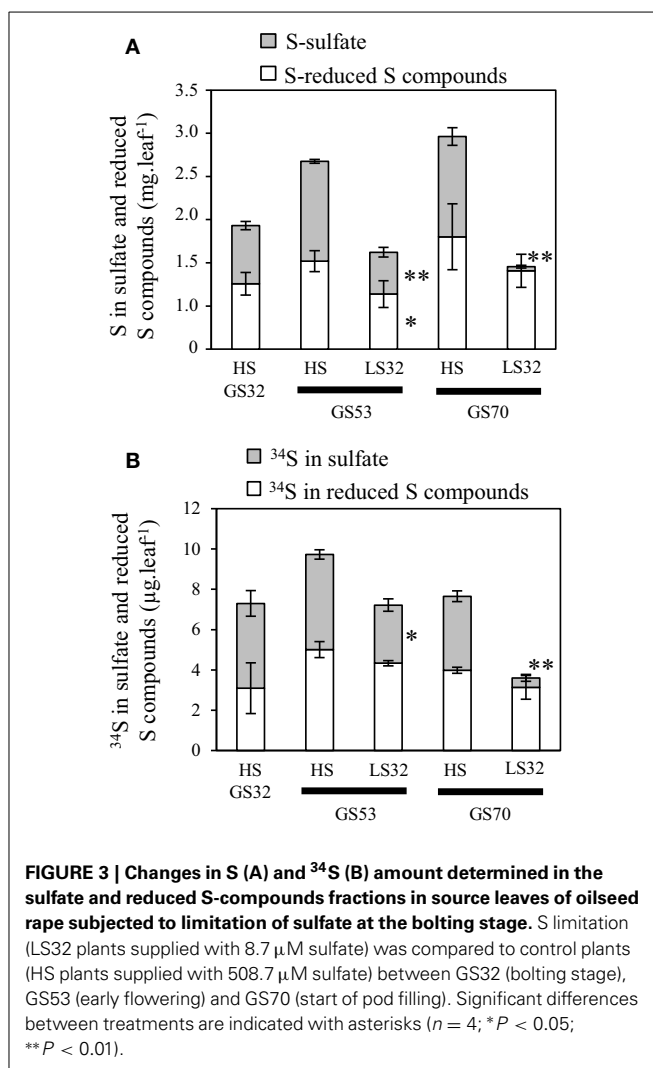 A
S-sulfate
S-reduced S compounds
S in sulfate and reduced
S compounds (mg.leaf⁻¹)
3.5
3.0
2.5
2.0
1.5
1.0
0
**
*
**
HS
GS32
HS
LS32
HS
LS32
GS53
GS70
B
³⁴S in sulfate
³⁴S in reduced S compounds
³⁴S in sulfate and reduced
S compounds (µg.leaf⁻¹)
12
10
8
6
4
2
0
*
**
HS
GS32
HS
LS32
HS
LS32
GS53
GS70
FIGURE 3 | Changes in S (A) and ³⁴S (B) amount determined in the
sulfate and reduced S-compounds fractions in source leaves of oilseed
rape subjected to limitation of sulfate at the bolting stage. S limitation
(LS32 plants supplied with 8.7 µM sulfate) was compared to control plants
(HS plants supplied with 508.7 µM sulfate) between GS32 (bolting stage),
GS53 (early flowering) and GS70 (start of pod filling). Significant differences
between treatments are indicated with asterisks (n = 4; *P < 0.05;
**P < 0.01).